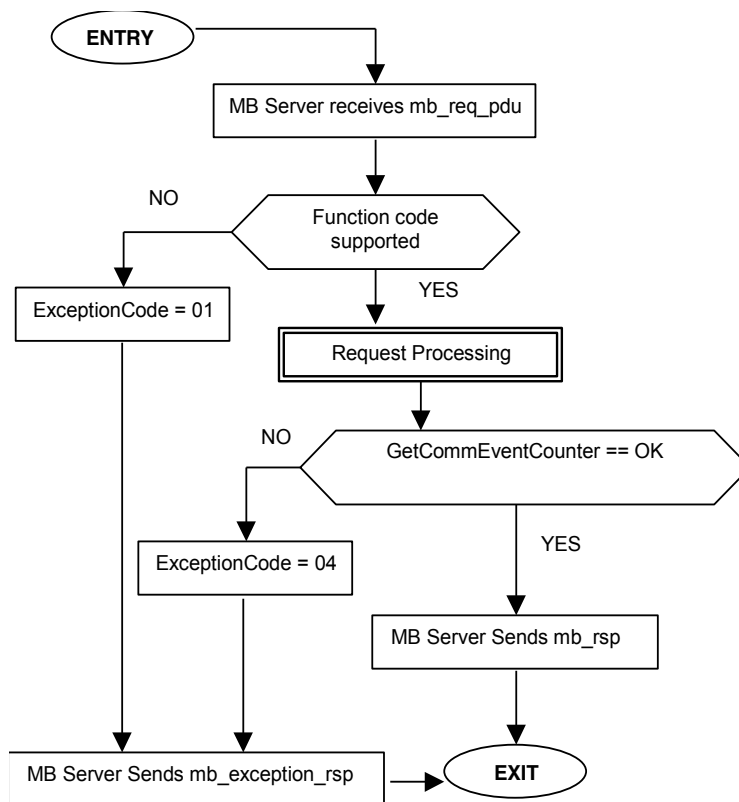 ENTRY
MB Server receives mb_req_pdu
NO
Function code
supported
YES
ExceptionCode = 01
Request Processing
NO
GetCommEventCounter == OK
YES
ExceptionCode = 04
MB Server Sends mb_rsp
MB Server Sends mb_exception_rsp
EXIT